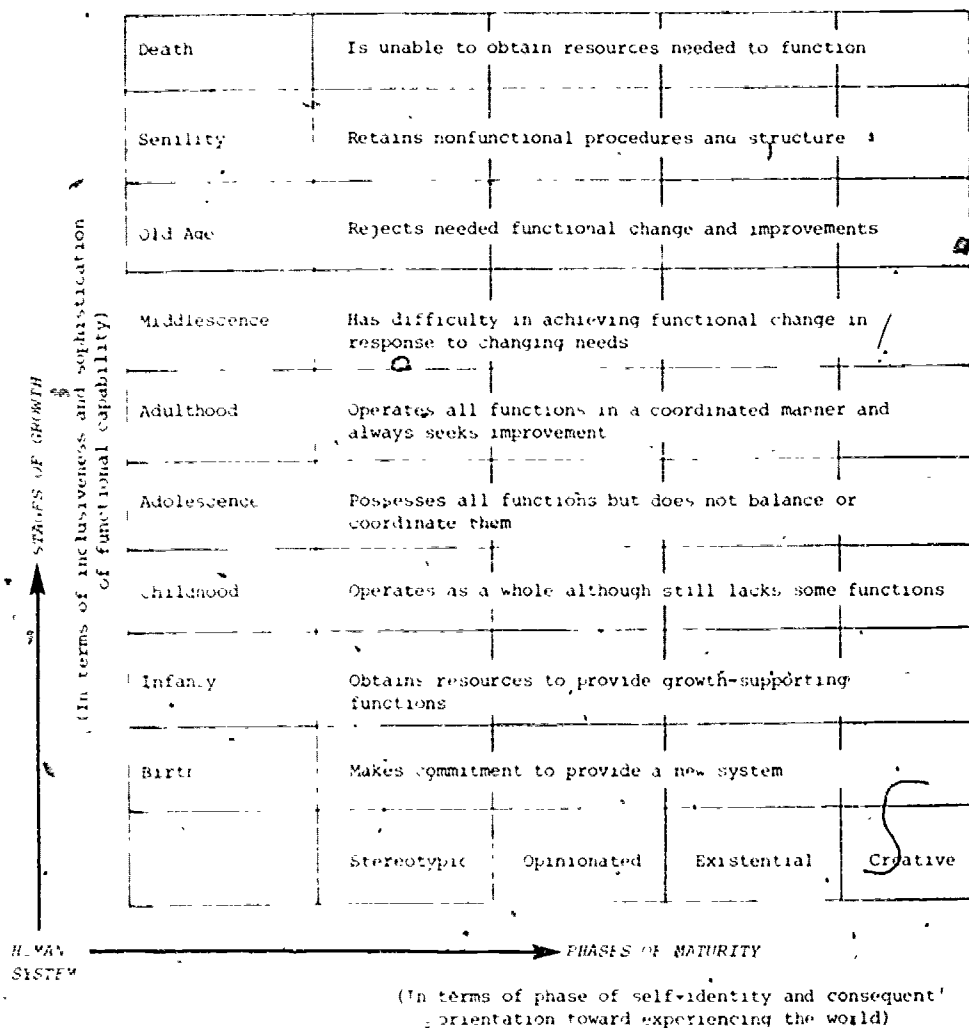 Death Is unable to obtain resources needed to function
Senility Retains nonfunctional procedures and structure
Old Age Rejects needed functional change and improvements
Middlescence Has difficulty in achieving functional change in
response to changing needs
Adulthood Operates all functions in a coordinated manner and
always seeks improvement
Adolescence Possesses all functions but does not balance or
coordinate them
Childhood Operates as a whole although still lacks some functions
Infancy Obtains resources to provide growth-supporting
functions
Birth Makes commitment to provide a new system
Stereotypic Opinionated Existential Creative
STAGES OF GROWTH
(In terms of inclusiveness and sophistication
of functional capability)
HUMAN
SYSTEM
PHASES OF MATURITY
(In terms of phase of self-identity and consequent
orientation toward experiencing the world)